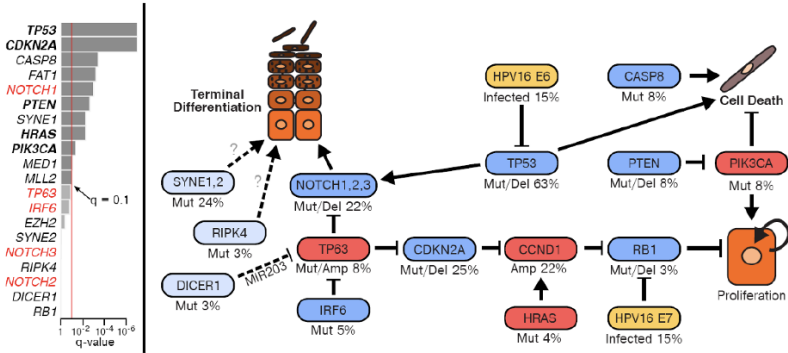 TP53
CDKN2A
CASP8
FAT1
NOTCH1
PTEN
SYNE1
HRAS
PIK3CA
MED1
MLL2
TP63
IRF6
EZH2
SYNE2
NOTCH3
RIPK4
NOTCH2
DICER1
RB1
q = 0.1
1 10-2 10-4 10-6
q-value
Terminal
Differentiation
HPV16 E6
Infected 15%
CASP8
Mut 8%
Cell Death
?
?
SYNE1,2
Mut 24%
NOTCH1,2,3
Mut/Del 22%
TP53
Mut/Del 63%
PTEN
Mut/Del 8%
PIK3CA
Mut 8%
RIPK4
Mut 3%
TP63
Mut/Amp 8%
CDKN2A
Mut/Del 25%
CCND1
Amp 22%
RB1
Mut/Del 3%
Proliferation
DICER1
Mut 3%
MIR203
IRF6
Mut 5%
HRAS
Mut 4%
HPV16 E7
Infected 15%